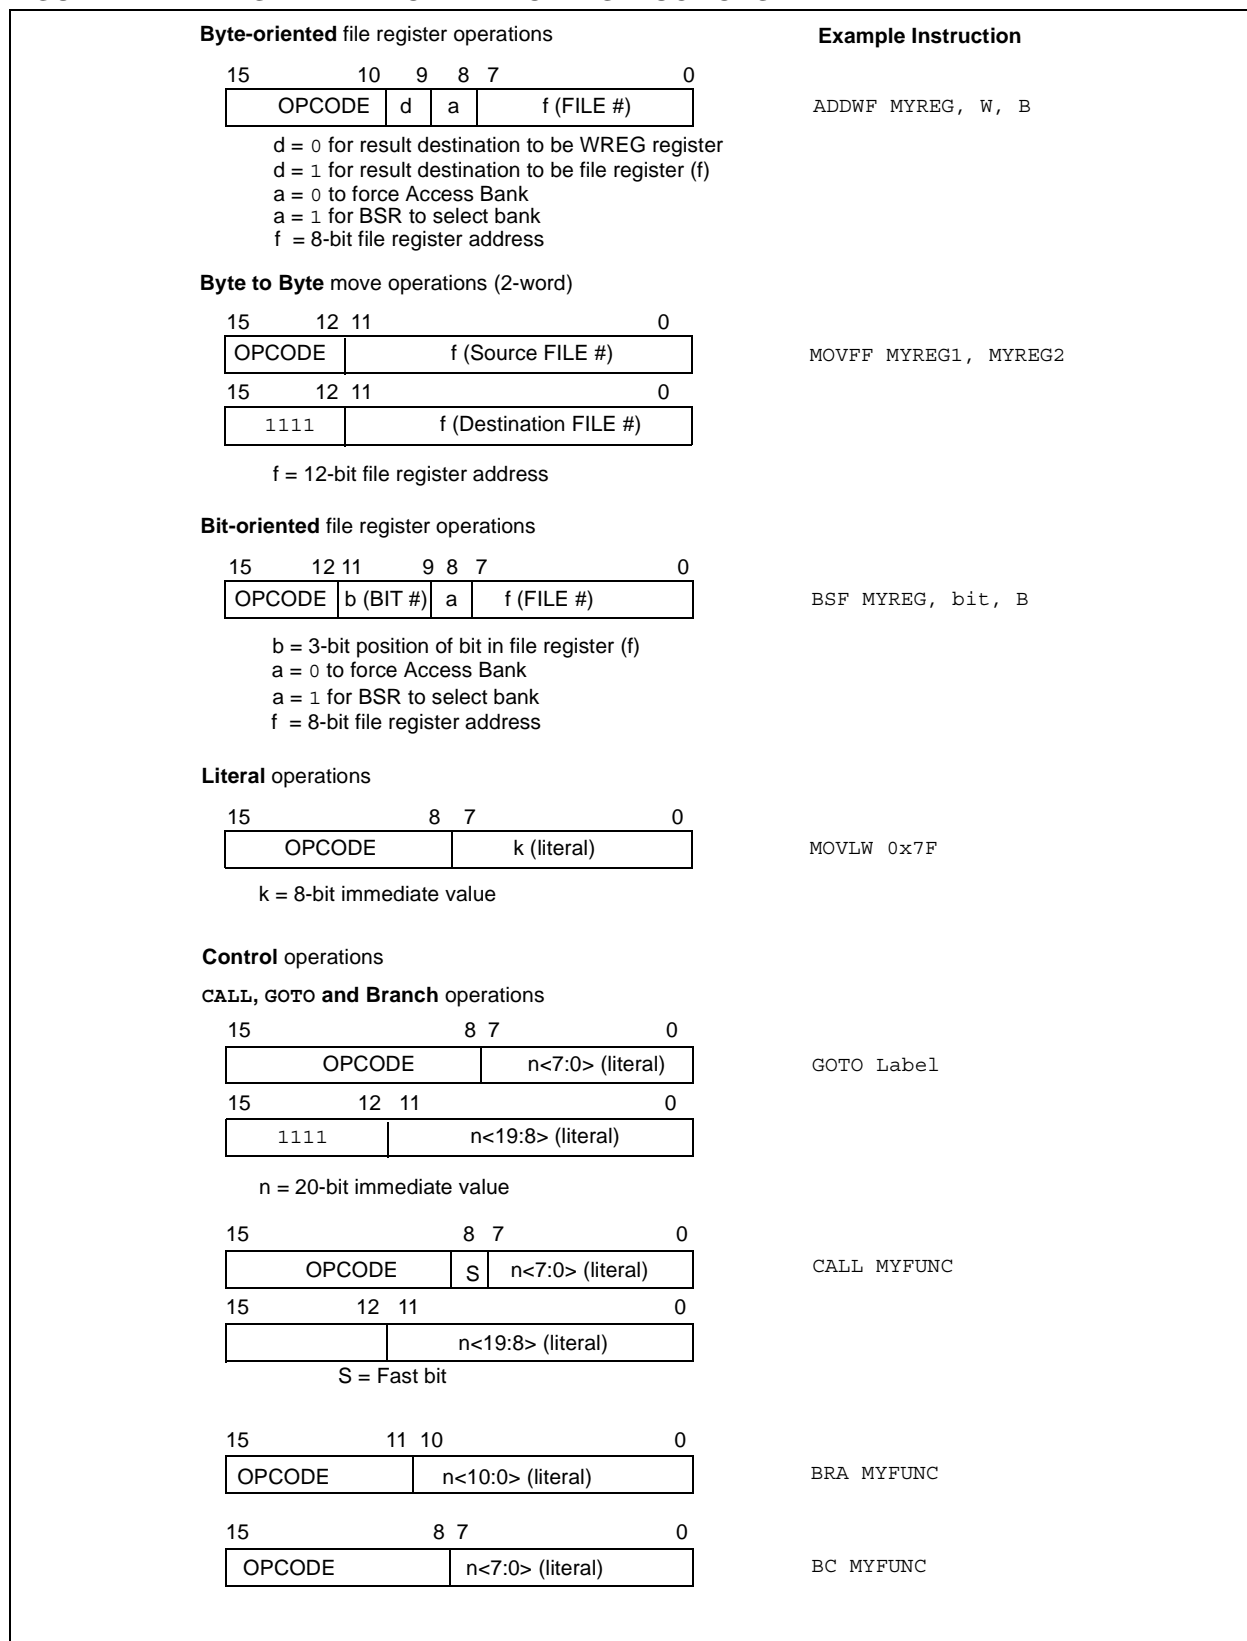 Byte-oriented file register operations
Example Instruction
15 10 9 8 7 0
OPCODE d a f (FILE #)
ADDWF MYREG, W, B
d = 0 for result destination to be WREG register
d = 1 for result destination to be file register (f)
a = 0 to force Access Bank
a = 1 for BSR to select bank
f = 8-bit file register address
Byte to Byte move operations (2-word)
15 12 11 0
OPCODE f (Source FILE #)
MOVFF MYREG1, MYREG2
15 12 11 0
1111 f (Destination FILE #)
f = 12-bit file register address
Bit-oriented file register operations
15 12 11 9 8 7 0
OPCODE b (BIT #) a f (FILE #)
BSF MYREG, bit, B
b = 3-bit position of bit in file register (f)
a = 0 to force Access Bank
a = 1 for BSR to select bank
f = 8-bit file register address
Literal operations
15 8 7 0
OPCODE k (literal)
MOVLW 0x7F
k = 8-bit immediate value
Control operations
CALL, GOTO and Branch operations
15 8 7 0
OPCODE n<7:0> (literal)
GOTO Label
15 12 11 0
1111 n<19:8> (literal)
n = 20-bit immediate value
15 8 7 0
OPCODE S n<7:0> (literal)
CALL MYFUNC
15 12 11 0
n<19:8> (literal)
S = Fast bit
15 11 10 0
OPCODE n<10:0> (literal)
BRA MYFUNC
15 8 7 0
OPCODE n<7:0> (literal)
BC MYFUNC